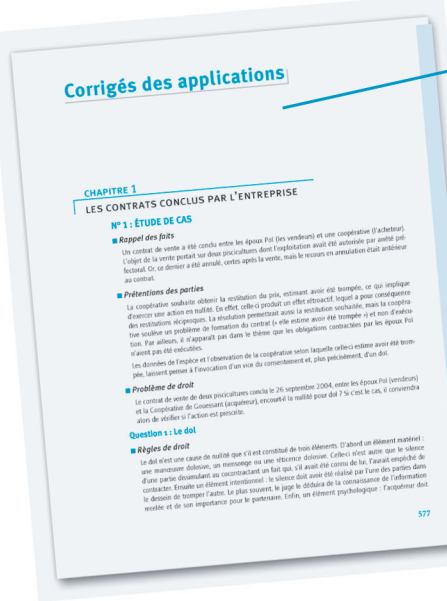 Corrigés des applications
CHAPITRE 1
LES CONTRATS CONCLUS PAR L'ENTREPRISE
N° 1 : ÉTUDE DE CAS
■ Rappel des faits
Un contrat de vente a été conclu entre les époux Pol (les vendeurs) et une coopérative (l'acheteur).
L'objet de la vente portait sur deux piscicultures dont l'exploitation avait été autorisée par arrêté pré-
fectoral. Or, ce dernier a été annulé, certes après la vente, mais le recours en annulation était antérieur
au contrat.
■ Prétentions des parties
La coopérative souhaite obtenir la restitution du prix, estimant avoir été trompée, ce qui implique
d'exercer une action en nullité. En effet, celle-ci produit un effet rétroactif, lequel a pour conséquence
des restitutions réciproques. La résolution permettrait aussi la restitution souhaitée, mais la coopéra
tive soulève un problème de formation du contrat (« elle estime avoir été trompée ») et non d'exécu-
tion. Par ailleurs, il n'apparaît pas dans le thème que les obligations contractées par les époux Pol
n'aient pas été exécutées.
Les données de l'espèce et l'observation de la coopérative selon laquelle celle-ci estime avoir été trom-
pée, laissent penser à l'invocation d'un vice du consentement et, plus précisément, d'un dol.
■ Problème de droit
Le contrat de vente de deux piscicultures conclu le 26 septembre 2004, entre les époux Pol (vendeurs)
et la Coopérative de Gouessant (acquéreur), encourt-il la nullité pour dol ? Si c'est le cas, il conviendra
alors de vérifier si l'action est prescrite.
Question 1 : Le dol
■ Règles de droit
Le dol n'est une cause de nullité que s'il est constitué de trois éléments. D'abord un élément matériel :
une manœuvre dolosive, un mensonge ou une réticence dolosive. Celle-ci n'est autre que le silence
d'une partie dissimulant au cocontractant un fait qui, s'il avait été connu de lui, l'aurait empêché de
contracter. Ensuite un élément intentionnel : le silence doit avoir été réalisé par l'une des parties dans
le dessein de tromper l'autre. Le plus souvent, le juge le déduira de la connaissance de l'information
recelée et de son importance pour le partenaire. Enfin, un élément psychologique : l'acquéreur doit
577